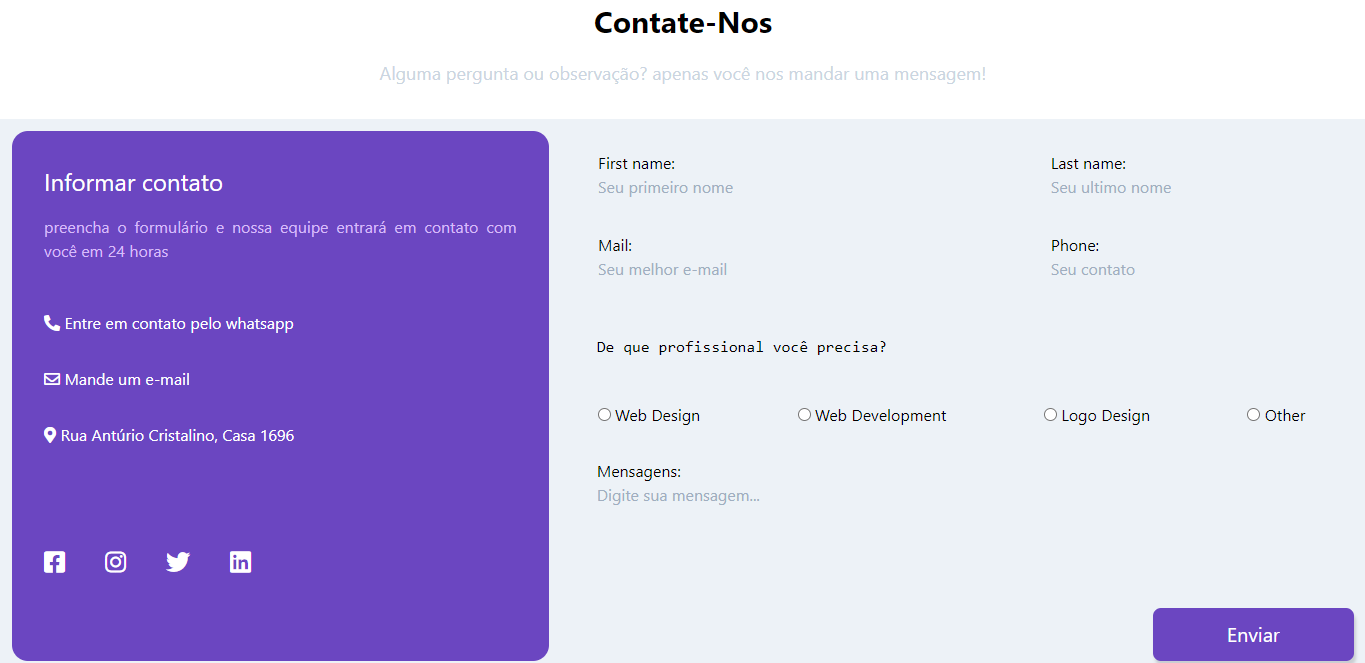 Contate-Nos
Alguma pergunta ou observação? apenas você nos mandar uma mensagem!
Informar contato
preencha o formulário e nossa equipe entrará em contato com
você em 24 horas
Entre em contato pelo whatsapp
Mande um e-mail
Rua Antúrio Cristalino, Casa 1696
First name:
Seu primeiro nome
Last name:
Seu ultimo nome
Mail:
Seu melhor e-mail
Phone:
Seu contato
De que profissional você precisa?
Web Design
Web Development
Logo Design
Other
Mensagens:
Digite sua mensagem...
Enviar